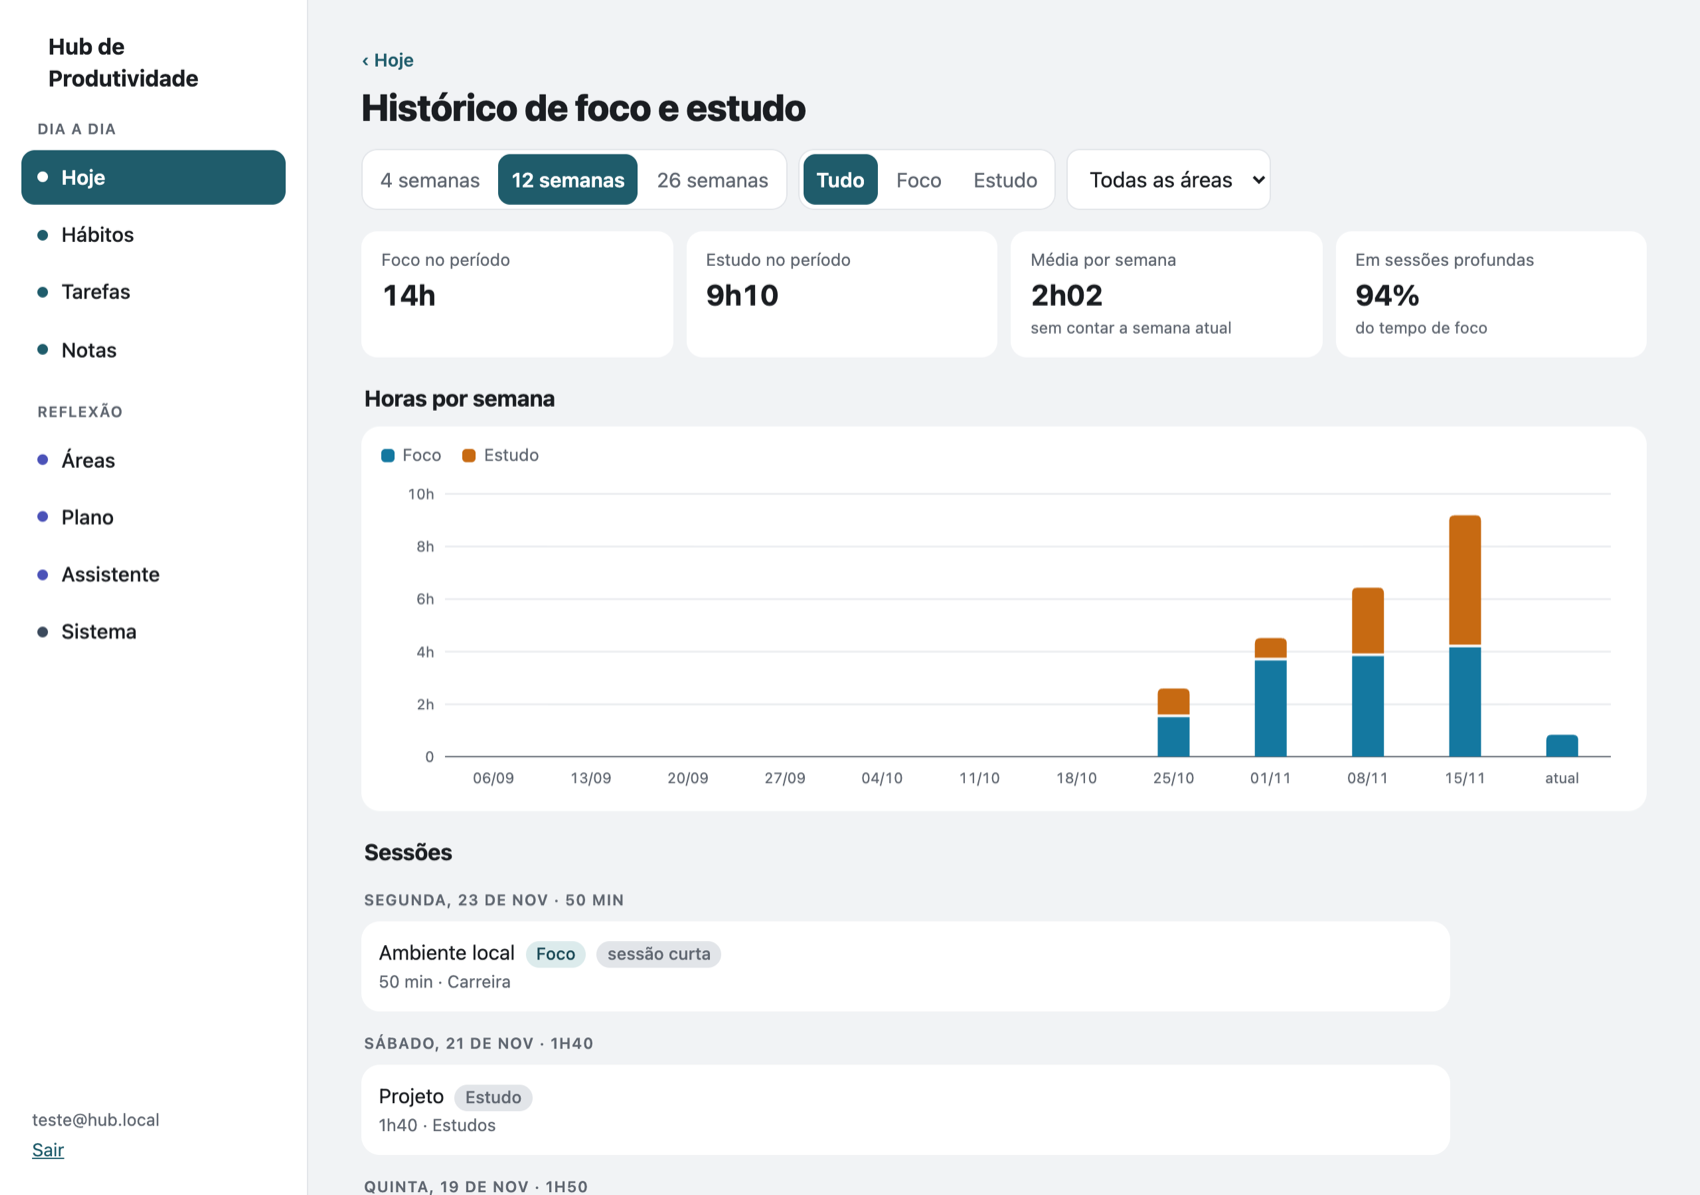 Hub de
Produtividade
DIA A DIA
Hoje
Hábitos
Tarefas
Notas
REFLEXÃO
Áreas
Plano
Assistente
Sistema
teste@hub.local
Sair
‹ Hoje
Histórico de foco e estudo
4 semanas 12 semanas 26 semanas Tudo Foco Estudo Todas as áreas
Foco no período
14h
Estudo no período
9h10
Média por semana
2h02
sem contar a semana atual
Em sessões profundas
94%
do tempo de foco
Horas por semana
Foco Estudo
10h
8h
6h
4h
2h
0
06/09 13/09 20/09 27/09 04/10 11/10 18/10 25/10 01/11 08/11 15/11 atual
Sessões
SEGUNDA, 23 DE NOV · 50 MIN
Ambiente local Foco sessão curta
50 min · Carreira
SÁBADO, 21 DE NOV · 1H40
Projeto Estudo
1h40 · Estudos
QUINTA, 19 DE NOV · 1H50